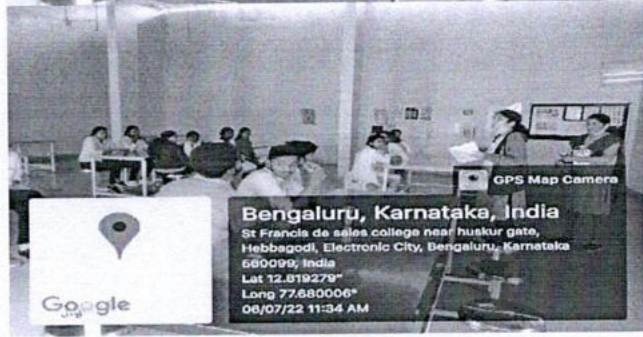 GPS Map Camera
Bengaluru, Karnataka, India
St Francis de sales college near huskur gate,
Hebbagodi, Electronic City, Bengaluru, Karnataka
560099, India
Lat 12.819279°
Long 77.680006°
06/07/22 11:34 AM
Google